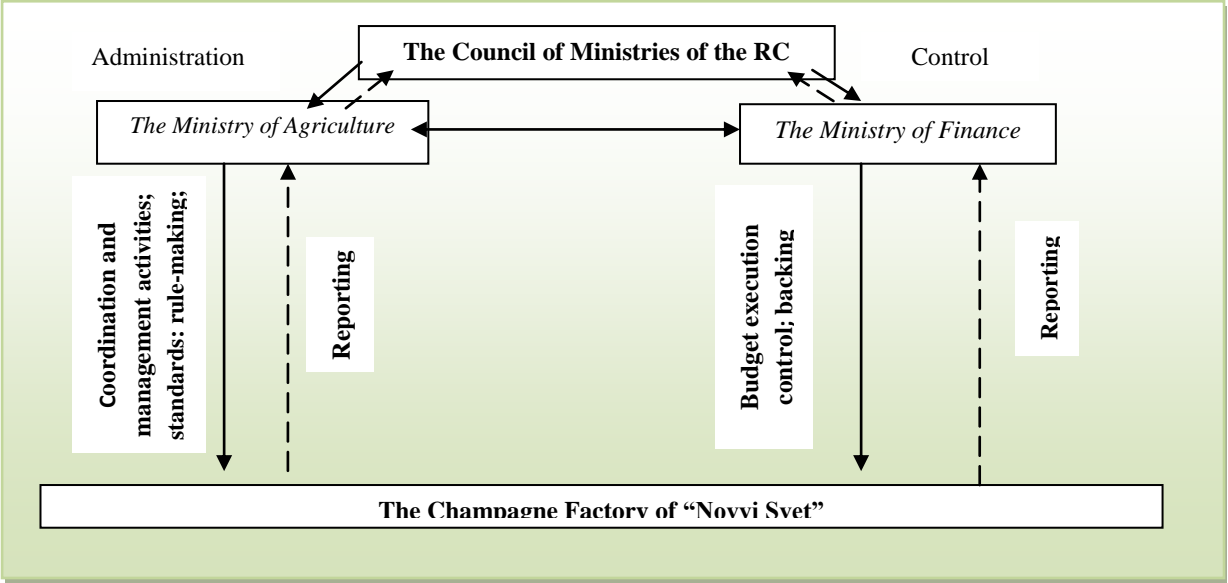 Administration
The Council of Ministries of the RC
Control
The Ministry of Agriculture
The Ministry of Finance
Coordination and
management activities;
standards: rule-making;
Reporting
Budget execution
control; backing
Reporting
The Champagne Factory of “Novyi Svet”